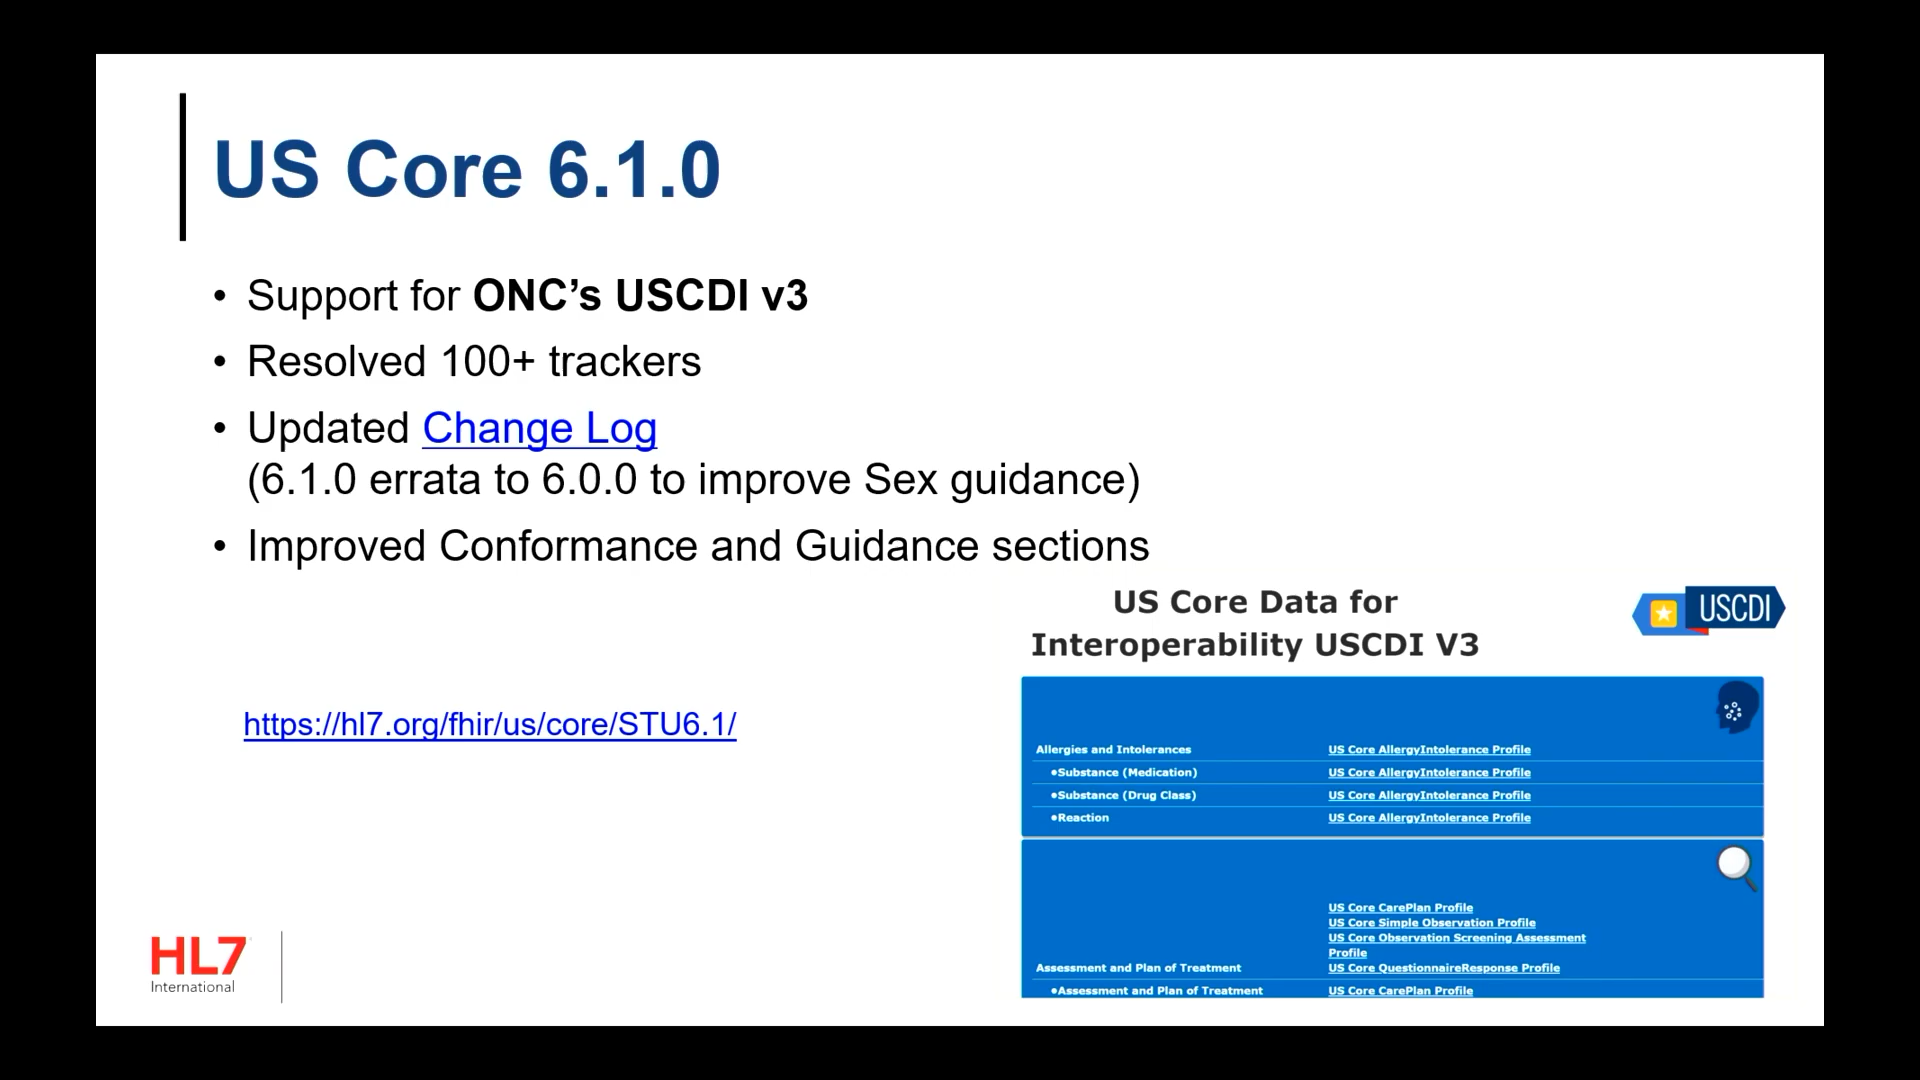 US Core 6.1.0
• Support for ONC’s USCDI v3
• Resolved 100+ trackers
• Updated Change Log
(6.1.0 errata to 6.0.0 to improve Sex guidance)
• Improved Conformance and Guidance sections
https://hl7.org/fhir/us/core/STU6.1/
US Core Data for
Interoperability USCDI V3
USCDI
Allergies and Intolerances US Core AllergyIntolerance Profile
•Substance (Medication) US Core AllergyIntolerance Profile
•Substance (Drug Class) US Core AllergyIntolerance Profile
•Reaction US Core AllergyIntolerance Profile
US Core CarePlan Profile
US Core Simple Observation Profile
US Core Observation Screening Assessment
Profile
Assessment and Plan of Treatment US Core QuestionnaireResponse Profile
•Assessment and Plan of Treatment US Core CarePlan Profile
HL7
International